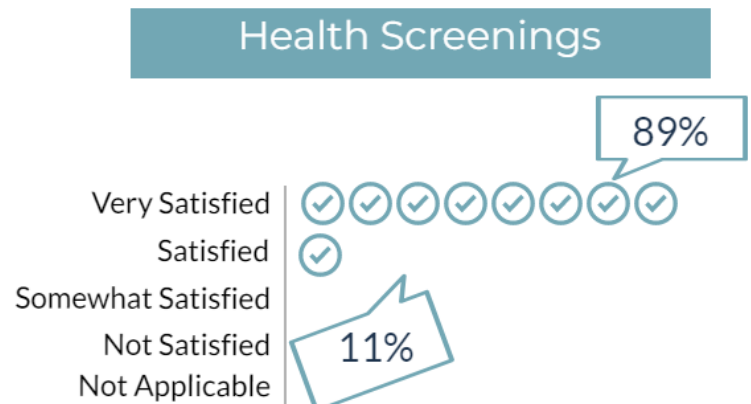 Health Screenings
89%
Very Satisfied
Satisfied
Somewhat Satisfied
Not Satisfied
11%
Not Applicable